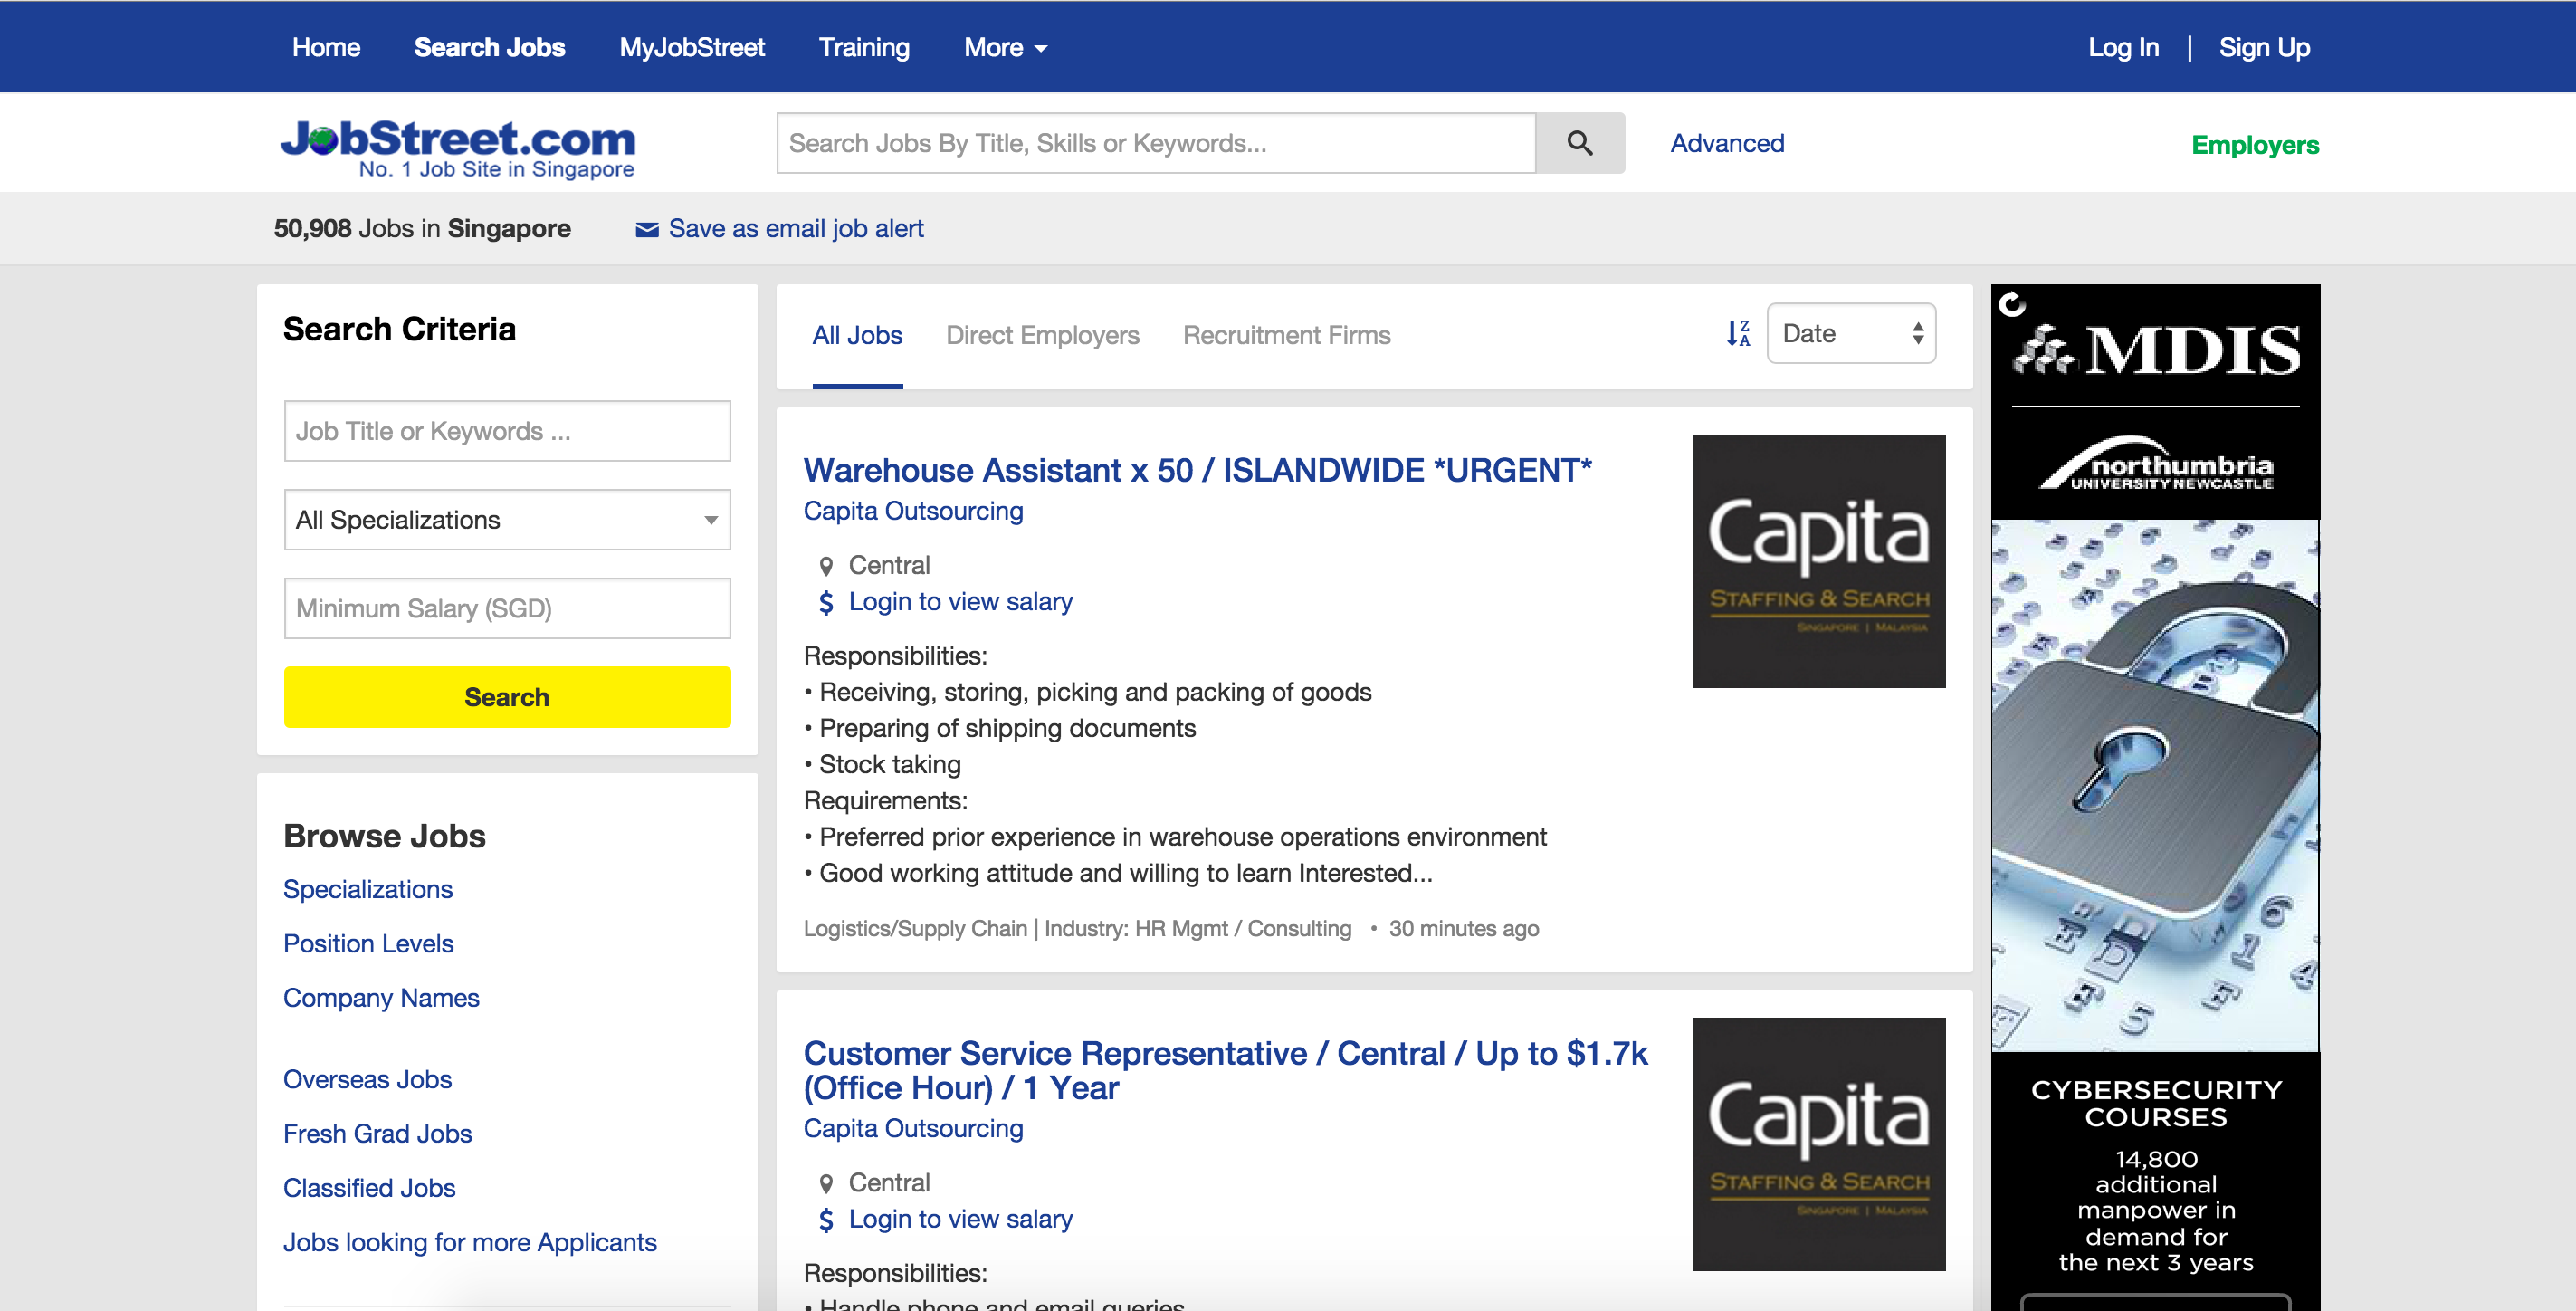 Home Search Jobs MyJobStreet Training More Log In | Sign Up
JobStreet.com
No. 1 Job Site in Singapore
Search Jobs By Title, Skills or Keywords...
Advanced
Employers
50,908 Jobs in Singapore
Save as email job alert
Search Criteria
Job Title or Keywords ...
All Specializations
Minimum Salary (SGD)
Search
Browse Jobs
Specializations
Position Levels
Company Names
Overseas Jobs
Fresh Grad Jobs
Classified Jobs
Jobs looking for more Applicants
All Jobs Direct Employers Recruitment Firms
Date
Warehouse Assistant x 50 / ISLANDWIDE *URGENT*
Capita Outsourcing
Central
$ Login to view salary
Responsibilities:
• Receiving, storing, picking and packing of goods
• Preparing of shipping documents
• Stock taking
Requirements:
• Preferred prior experience in warehouse operations environment
• Good working attitude and willing to learn Interested...
Logistics/Supply Chain | Industry: HR Mgmt / Consulting • 30 minutes ago
Capita
STAFFING & SEARCH
SINGAPORE | MALAYSIA
Customer Service Representative / Central / Up to $1.7k
(Office Hour) / 1 Year
Capita Outsourcing
Central
$ Login to view salary
Responsibilities:
• Handle phone and email queries
Capita
STAFFING & SEARCH
SINGAPORE | MALAYSIA
MDIS
northumbria
UNIVERSITY NEWCASTLE
CYBERSECURITY
COURSES
14,800
additional
manpower in
demand for
the next 3 years